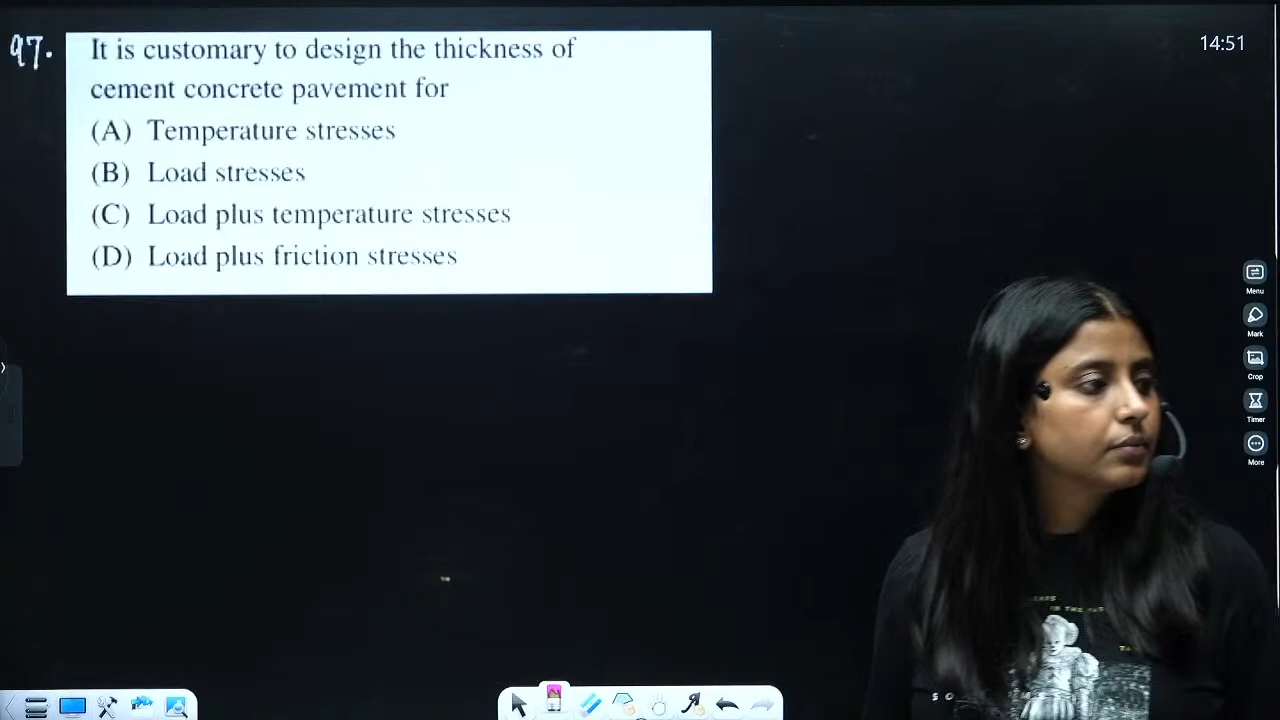 97.
It is customary to design the thickness of
cement concrete pavement for
(A) Temperature stresses
(B) Load stresses
(C) Load plus temperature stresses
(D) Load plus friction stresses
14:51
Menu
Mark
Crop
Timer
More